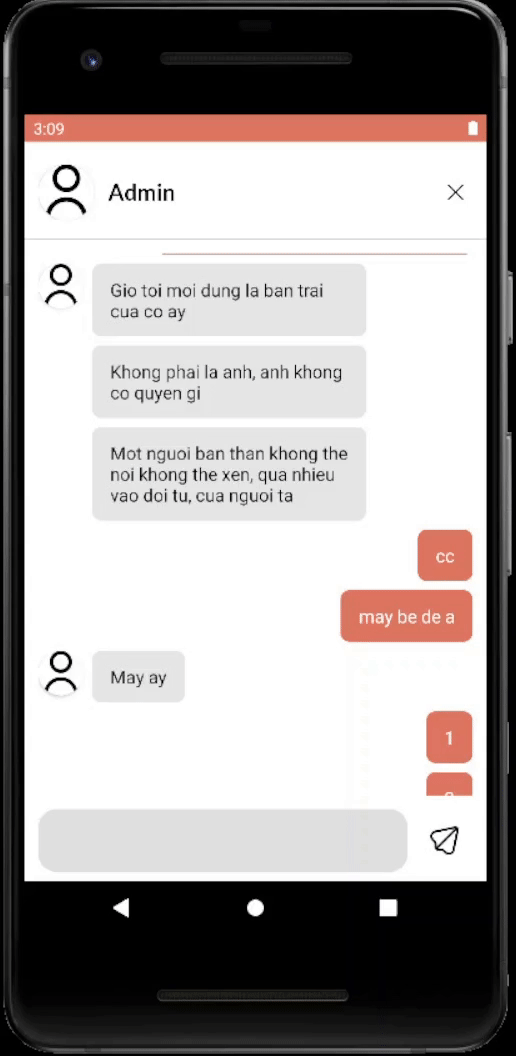 3:09
Admin
Gio toi moi dung la ban trai
cua co ay
Khong phai la anh, anh khong
co quyen gi
Mot nguoi ban than khong the
noi khong the xen, qua nhieu
vao doi tu, cua nguoi ta
cc
may be de a
May ay
1